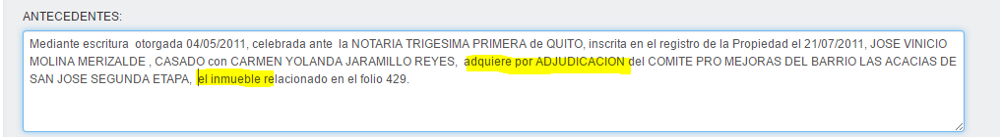 ANTECEDENTES:
Mediante escritura otorgada 04/05/2011, celebrada ante la NOTARIA TRIGESIMA PRIMERA de QUITO, inscrita en el registro de la Propiedad el 21/07/2011, JOSE VINICIO
MOLINA MERIZALDE , CASADO con CARMEN YOLANDA JARAMILLO REYES, adquiere por ADJUDICACION del COMITE PRO MEJORAS DEL BARRIO LAS ACACIAS DE
SAN JOSE SEGUNDA ETAPA, el inmueble relacionado en el folio 429.